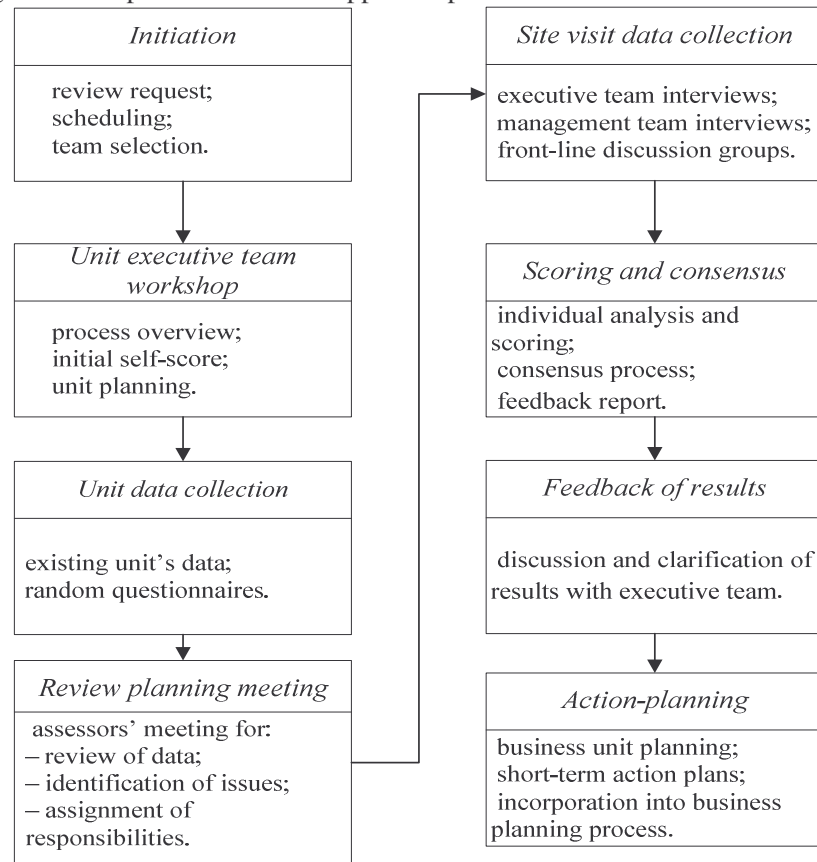 Initiation
review request;
scheduling;
team selection.
Unit executive team
workshop
process overview;
initial self-score;
unit planning.
Unit data collection
existing unit's data;
random questionnaires.
Review planning meeting
assessors' meeting for:
– review of data;
– identification of issues;
– assignment of
responsibilities.
Site visit data collection
executive team interviews;
management team interviews;
front-line discussion groups.
Scoring and consensus
individual analysis and
scoring;
consensus process;
feedback report.
Feedback of results
discussion and clarification of
results with executive team.
Action-planning
business unit planning;
short-term action plans;
incorporation into business
planning process.